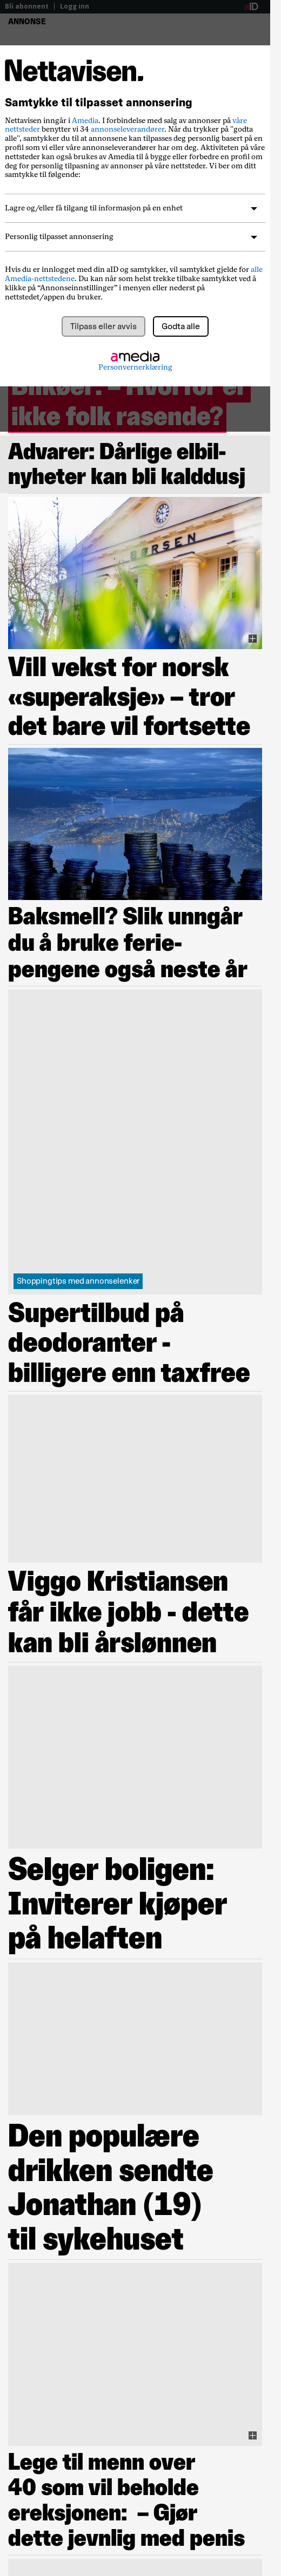 Bli abonnent | Logg inn
aID
ANNONSE
Nettavisen.
Samtykke til tilpasset annonsering
Nettavisen inngår i Amedia. I forbindelse med salg av annonser på våre
nettsteder benytter vi 34 annonseleverandører. Når du trykker på "godta
alle", samtykker du til at annonsene kan tilpasses deg personlig basert på en
profil som vi eller våre annonseleverandører har om deg. Aktiviteten på våre
nettsteder kan også brukes av Amedia til å bygge eller forbedre en profil om
deg for personlig tilpasning av annonser på våre nettsteder. Vi ber om ditt
samtykke til følgende:
Lagre og/eller få tilgang til informasjon på en enhet
Personlig tilpasset annonsering
Hvis du er innlogget med din aID og samtykker, vil samtykket gjelde for alle
Amedia-nettstedene. Du kan når som helst trekke tilbake samtykket ved å
klikke på “Annonseinnstillinger” i menyen eller nederst på
nettstedet/appen du bruker.
Tilpass eller avvis
Godta alle
amedia
Personvernerklæring
Blikøer: – Hvorfor er
ikke folk rasende?
Advarer: Dårlige elbil-
nyheter kan bli kalddusj
BØRSEN
Vill vekst for norsk
«superaksje» – tror
det bare vil fortsette
Baksmell? Slik unngår
du å bruke ferie-
pengene også neste år
Shoppingtips med annonselenker
Supertilbud på
deodoranter -
billigere enn taxfree
Viggo Kristiansen
får ikke jobb - dette
kan bli årslønnen
Selger boligen:
Inviterer kjøper
på helaften
Den populære
drikken sendte
Jonathan (19)
til sykehuset
Lege til menn over
40 som vil beholde
ereksjonen: – Gjør
dette jevnlig med penis